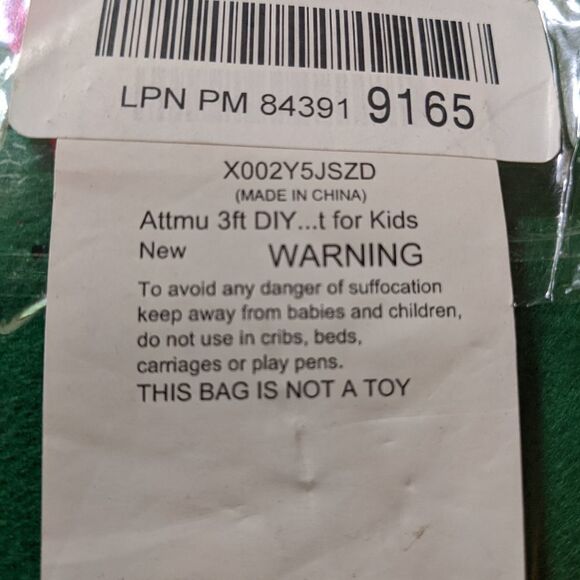 LPN PM 84391 9165
X002Y5JSZD
(MADE IN CHINA)
Attmu 3ft DIY...t for Kids
New WARNING
To avoid any danger of suffocation
keep away from babies and children,
do not use in cribs, beds,
carriages or play pens.
THIS BAG IS NOT A TOY